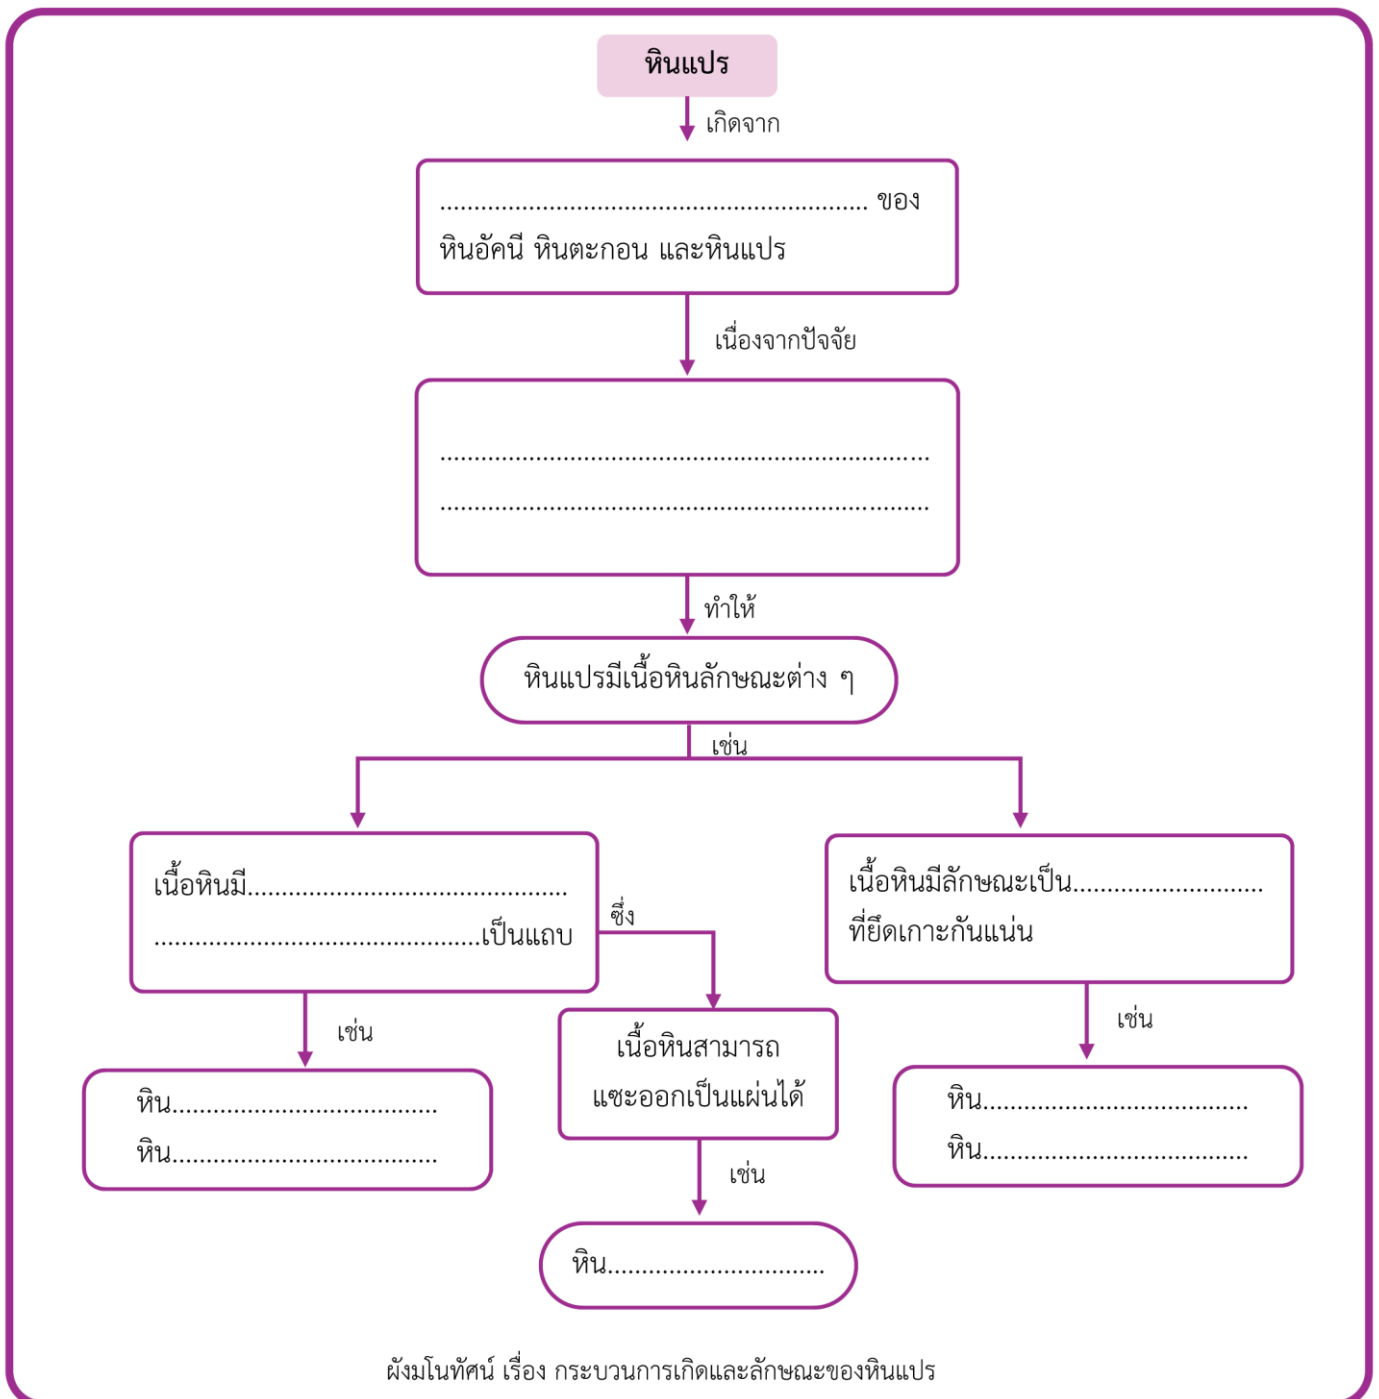 หินแปร
เกิดจาก
............................................................... ของ
หินอัคนี หินตะกอน และหินแปร
เนื่องจากปัจจัย
........................................................................
........................................................................
ทำให้
หินแปรมีเนื้อหินลักษณะต่าง ๆ
เช่น
เนื้อหินมี...............................................
................................................เป็นแถบ
ซึ่ง
เนื้อหินมีลักษณะเป็น............................
ที่ยึดเกาะกันแน่น
เช่น
หิน.......................................
หิน.......................................
เนื้อหินสามารถ
แซะออกเป็นแผ่นได้
เช่น
หิน.......................................
หิน.......................................
เช่น
หิน................................
ผังมโนทัศน์ เรื่อง กระบวนการเกิดและลักษณะของหินแปร